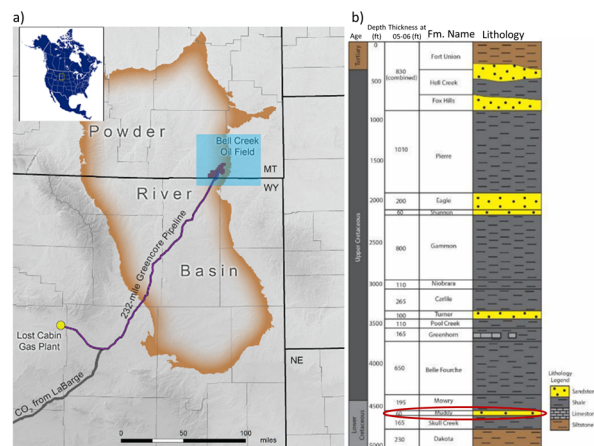 a)
Powder
Bell Creek
Oil Field
MT
WY
River
Basin
232-mile Greencore Pipeline
Lost Cabin
Gas Plant
CO₂ from LaBarge
NE
0
50
100
miles
b)
Age
Depth
(ft)
Thickness at
05-06 (ft)
Fm. Name
Lithology
Tertiary
Upper Cretaceous
Lower
Cretaceous
0
500
1000
1500
2000
2500
3000
3500
4000
4500
5000
830
(combined)
Fort Union
Hell Creek
Fox Hills
1010
Pierre
200
Eagle
80
Shannon
800
Gammon
110
Niobrara
265
Carlile
100
Turner
110
Pool Creek
165
Greenhorn
650
Belle Fourche
195
Mowry
Muddy
165
Skull Creek
230
Dakota
Lithology
Legend
Sandston
Shale
Limeston
Siltstone